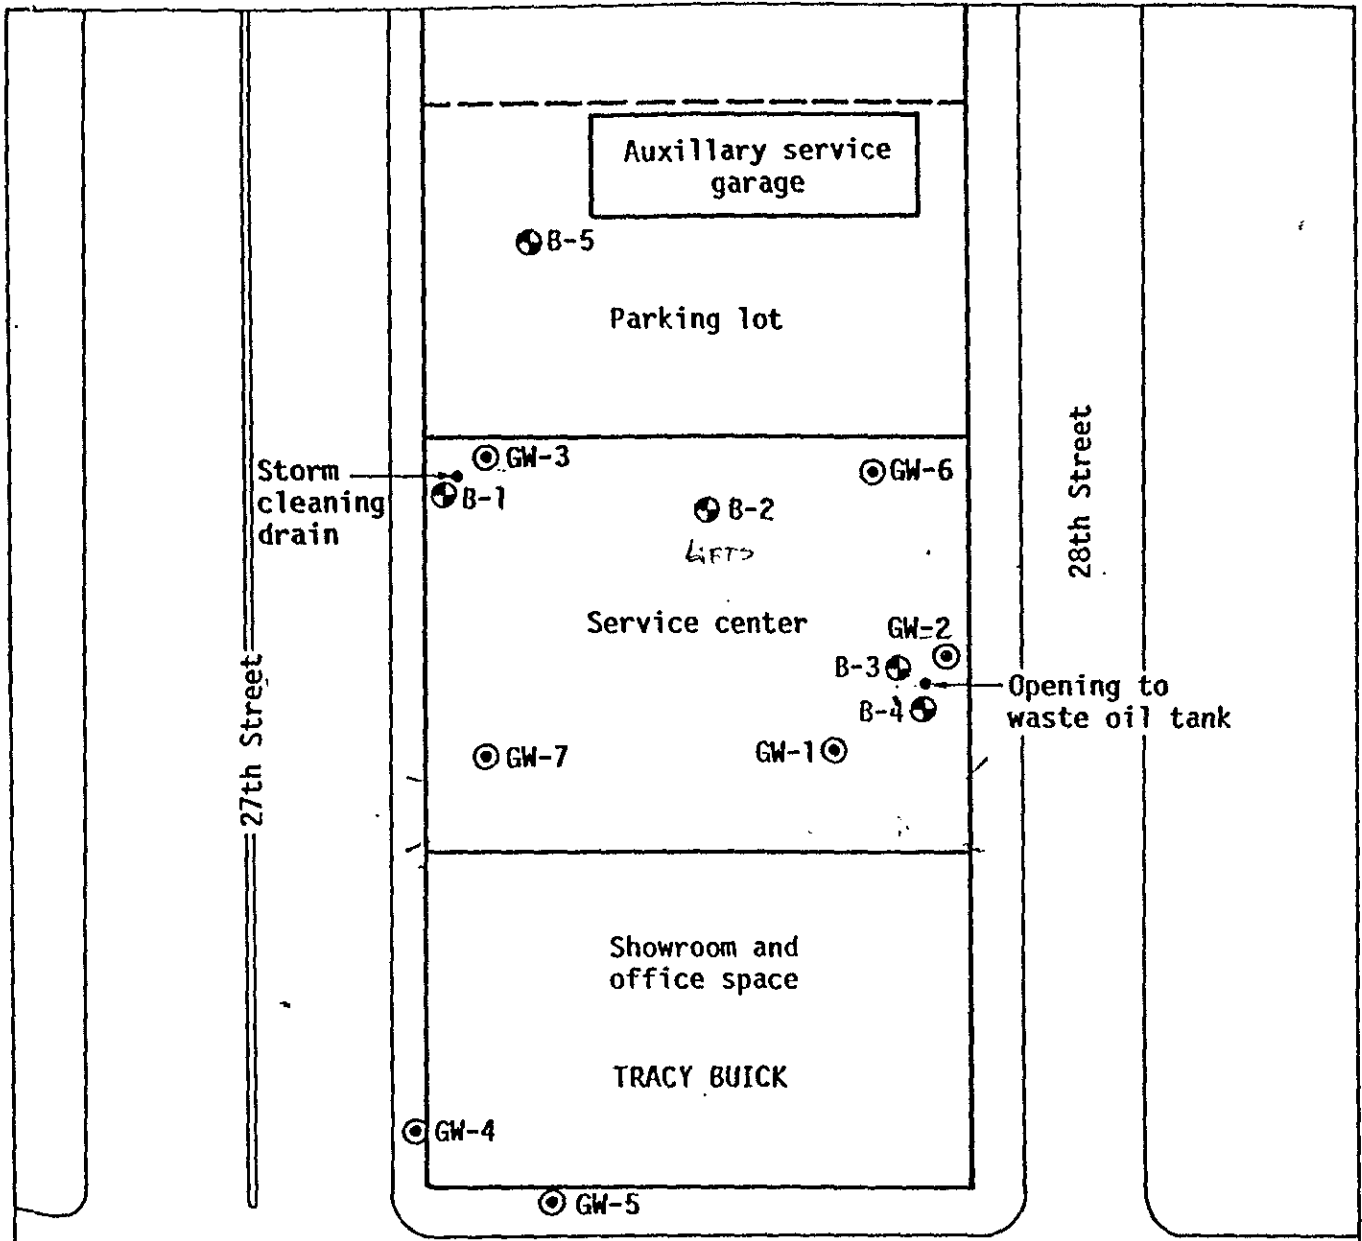 Auxillary service
garage
B-5
Parking lot
GW-3
GW-6
Storm
cleaning
drain
B-1
B-2
LIFTS
28th Street
Service center
GW-2
B-3
Opening to
waste oil tank
B-4
GW-1
GW-7
27th Street
Showroom and
office space
TRACY BUICK
GW-4
GW-5